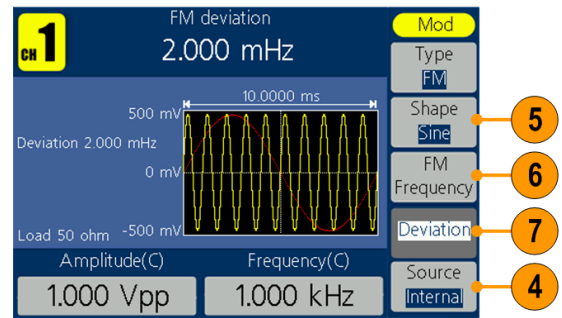 CH 1
FM deviation
2.000 mHz
Mod
Type
FM
Shape
Sine
5
FM
Frequency
6
Deviation
7
Source
Internal
4
10.0000 ms
500 mV
Deviation 2.000 mHz
0 mV
Load 50 ohm -500 mV
Amplitude(C)
Frequency(C)
1.000 Vpp
1.000 kHz